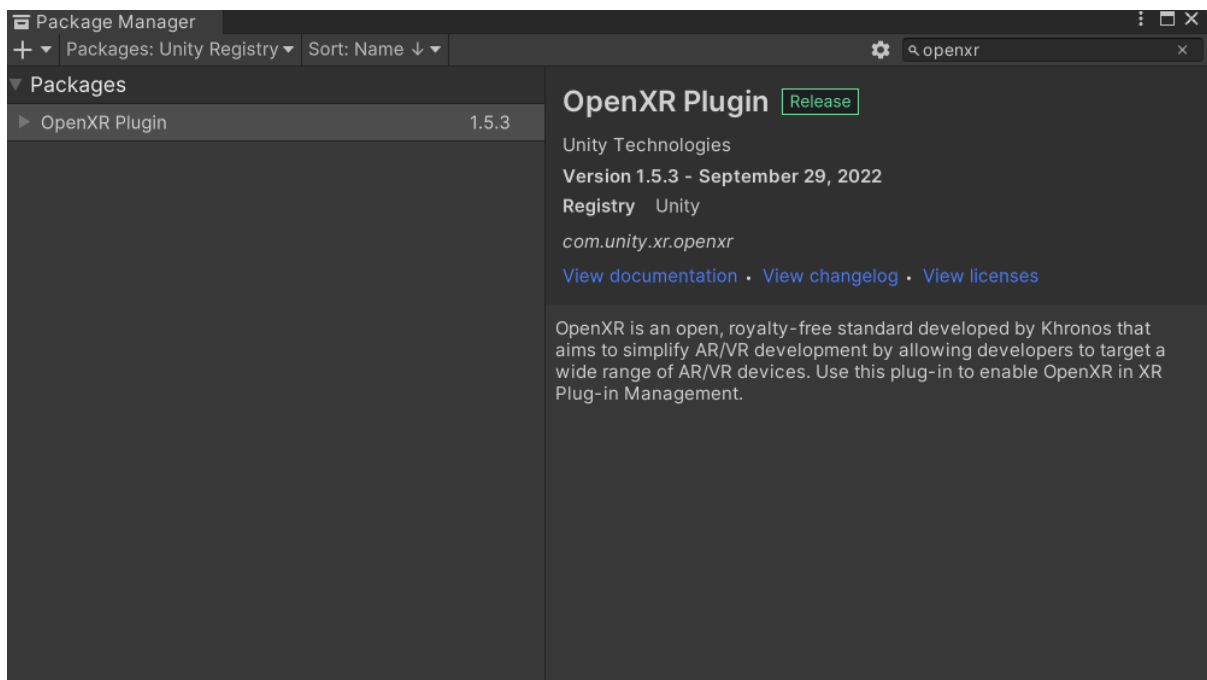 Package Manager
Packages: Unity Registry Sort: Name ↓ openxr
Packages
OpenXR Plugin 1.5.3
OpenXR Plugin Release
Unity Technologies
Version 1.5.3 - September 29, 2022
Registry Unity
com.unity.xr.openxr
View documentation • View changelog • View licenses
OpenXR is an open, royalty-free standard developed by Khronos that
aims to simplify AR/VR development by allowing developers to target a
wide range of AR/VR devices. Use this plug-in to enable OpenXR in XR
Plug-in Management.